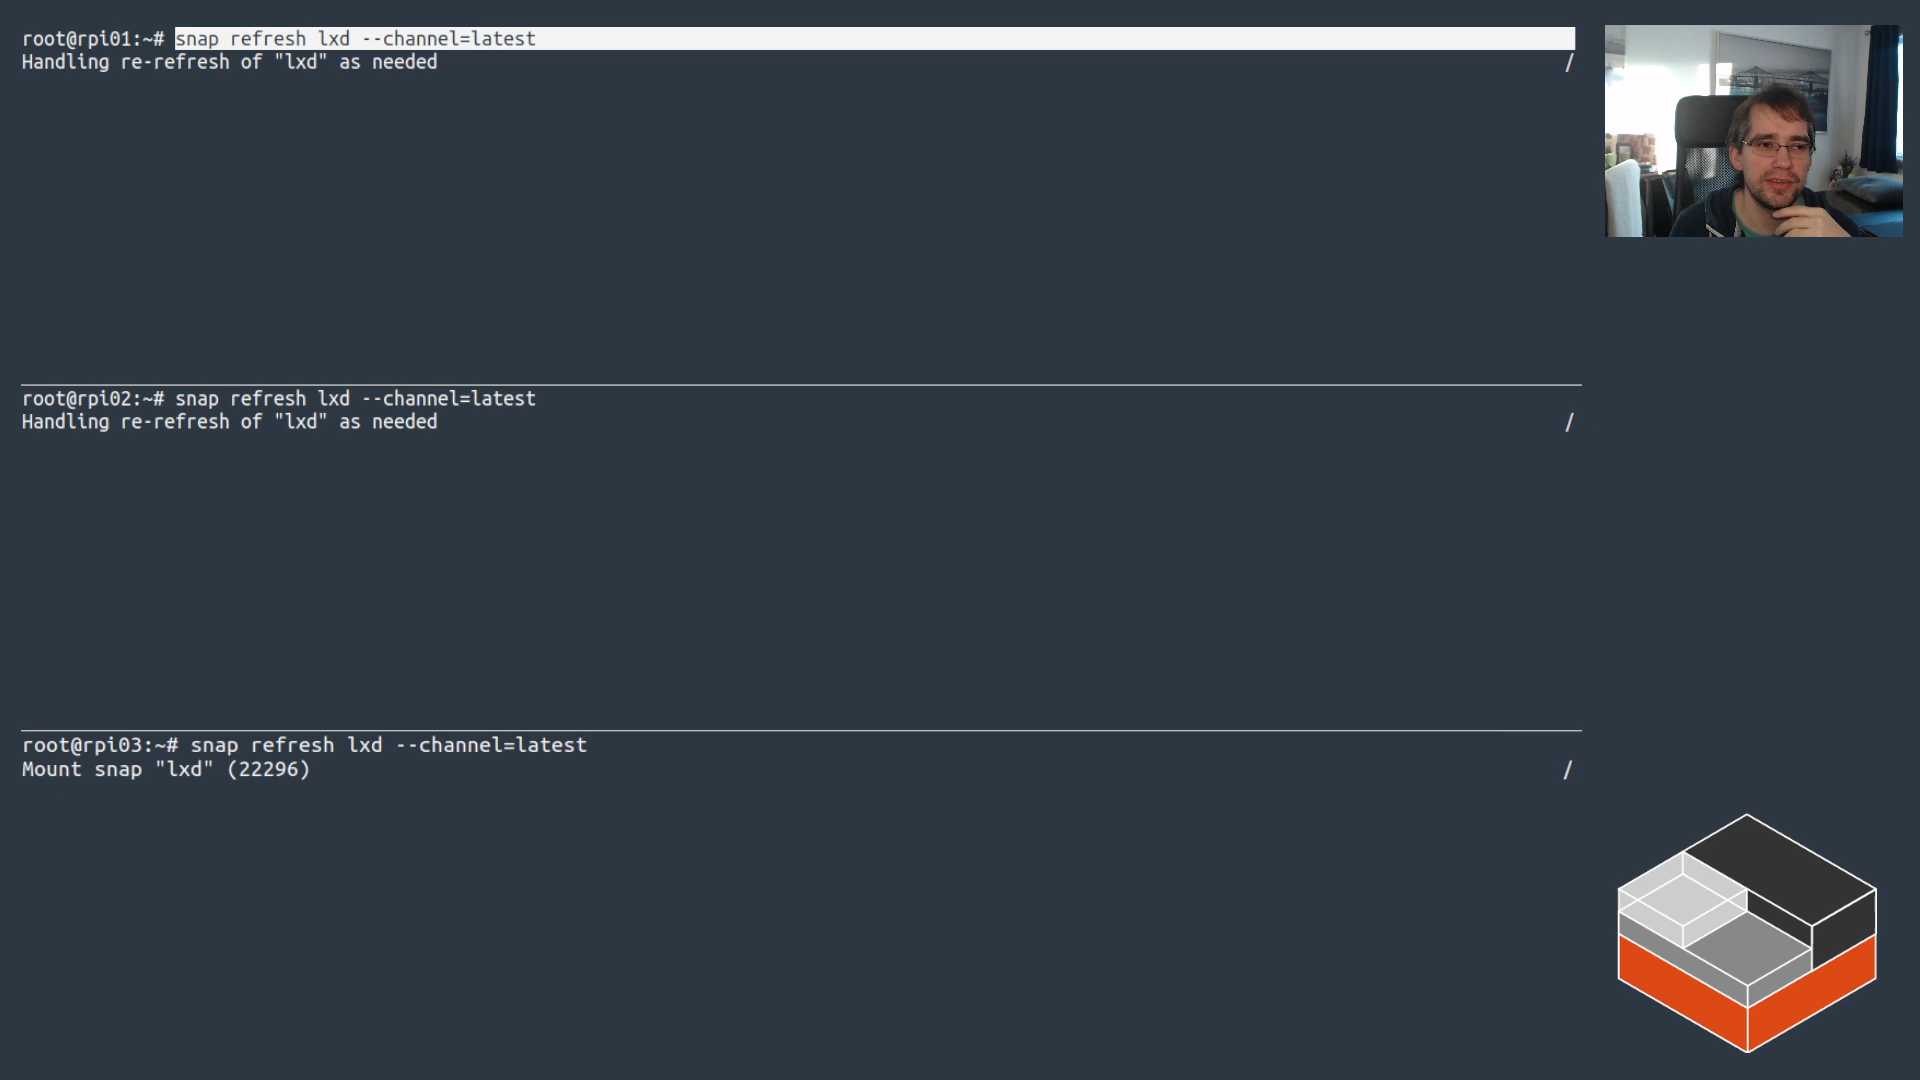 root@rpi01:~# snap refresh lxd --channel=latest
Handling re-refresh of "lxd" as needed /
root@rpi02:~# snap refresh lxd --channel=latest
Handling re-refresh of "lxd" as needed /
root@rpi03:~# snap refresh lxd --channel=latest
Mount snap "lxd" (22296) /